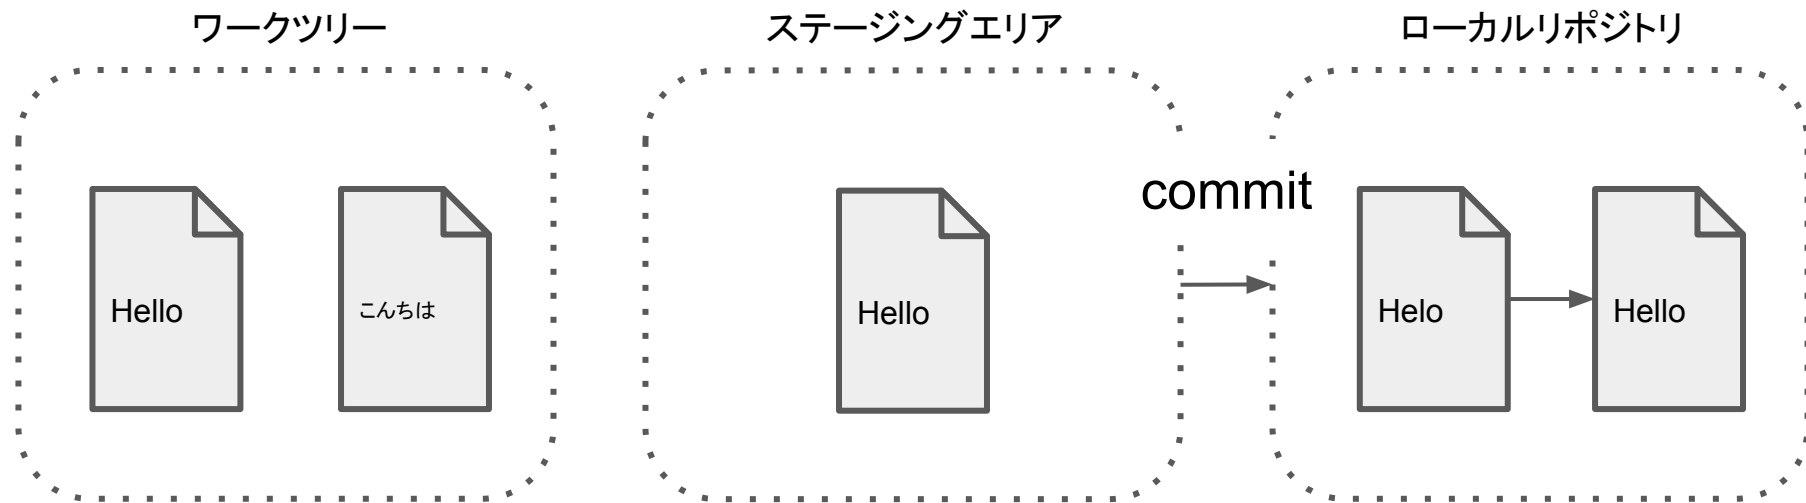 ワークツリー
ステージングエリア
ローカルリポジトリ
commit
Hello
こんちは
Hello
Helo
Hello